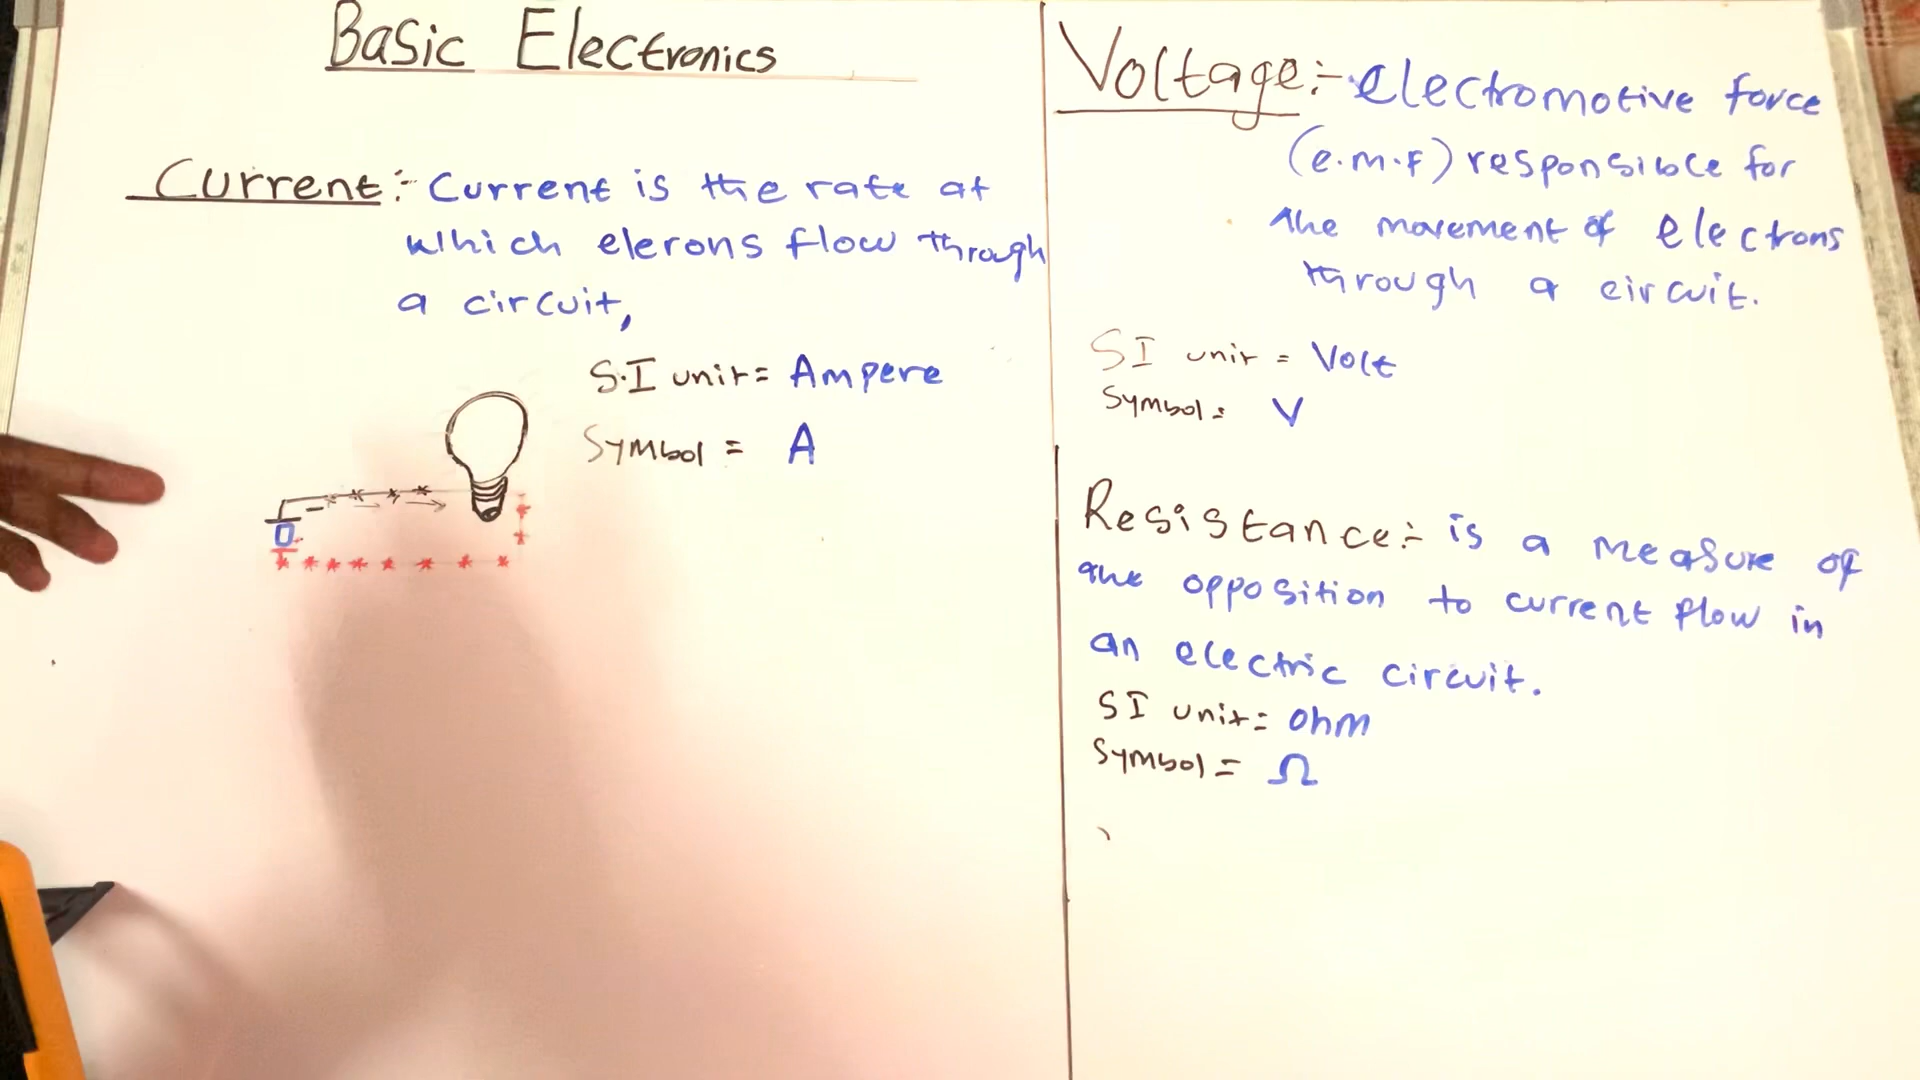 Basic Electronics
Current:- Current is the rate at
which elerons flow through
a circuit,
S.I unit = Ampere
Symbol = A
Voltage:- electromotive force
(e.m.f) responsible for
the movement of electrons
through a circuit.
SI unit = Volt
Symbol = V
Resistance:- is a measure of
the opposition to current flow in
an electric circuit.
SI unit = ohm
Symbol = Ω